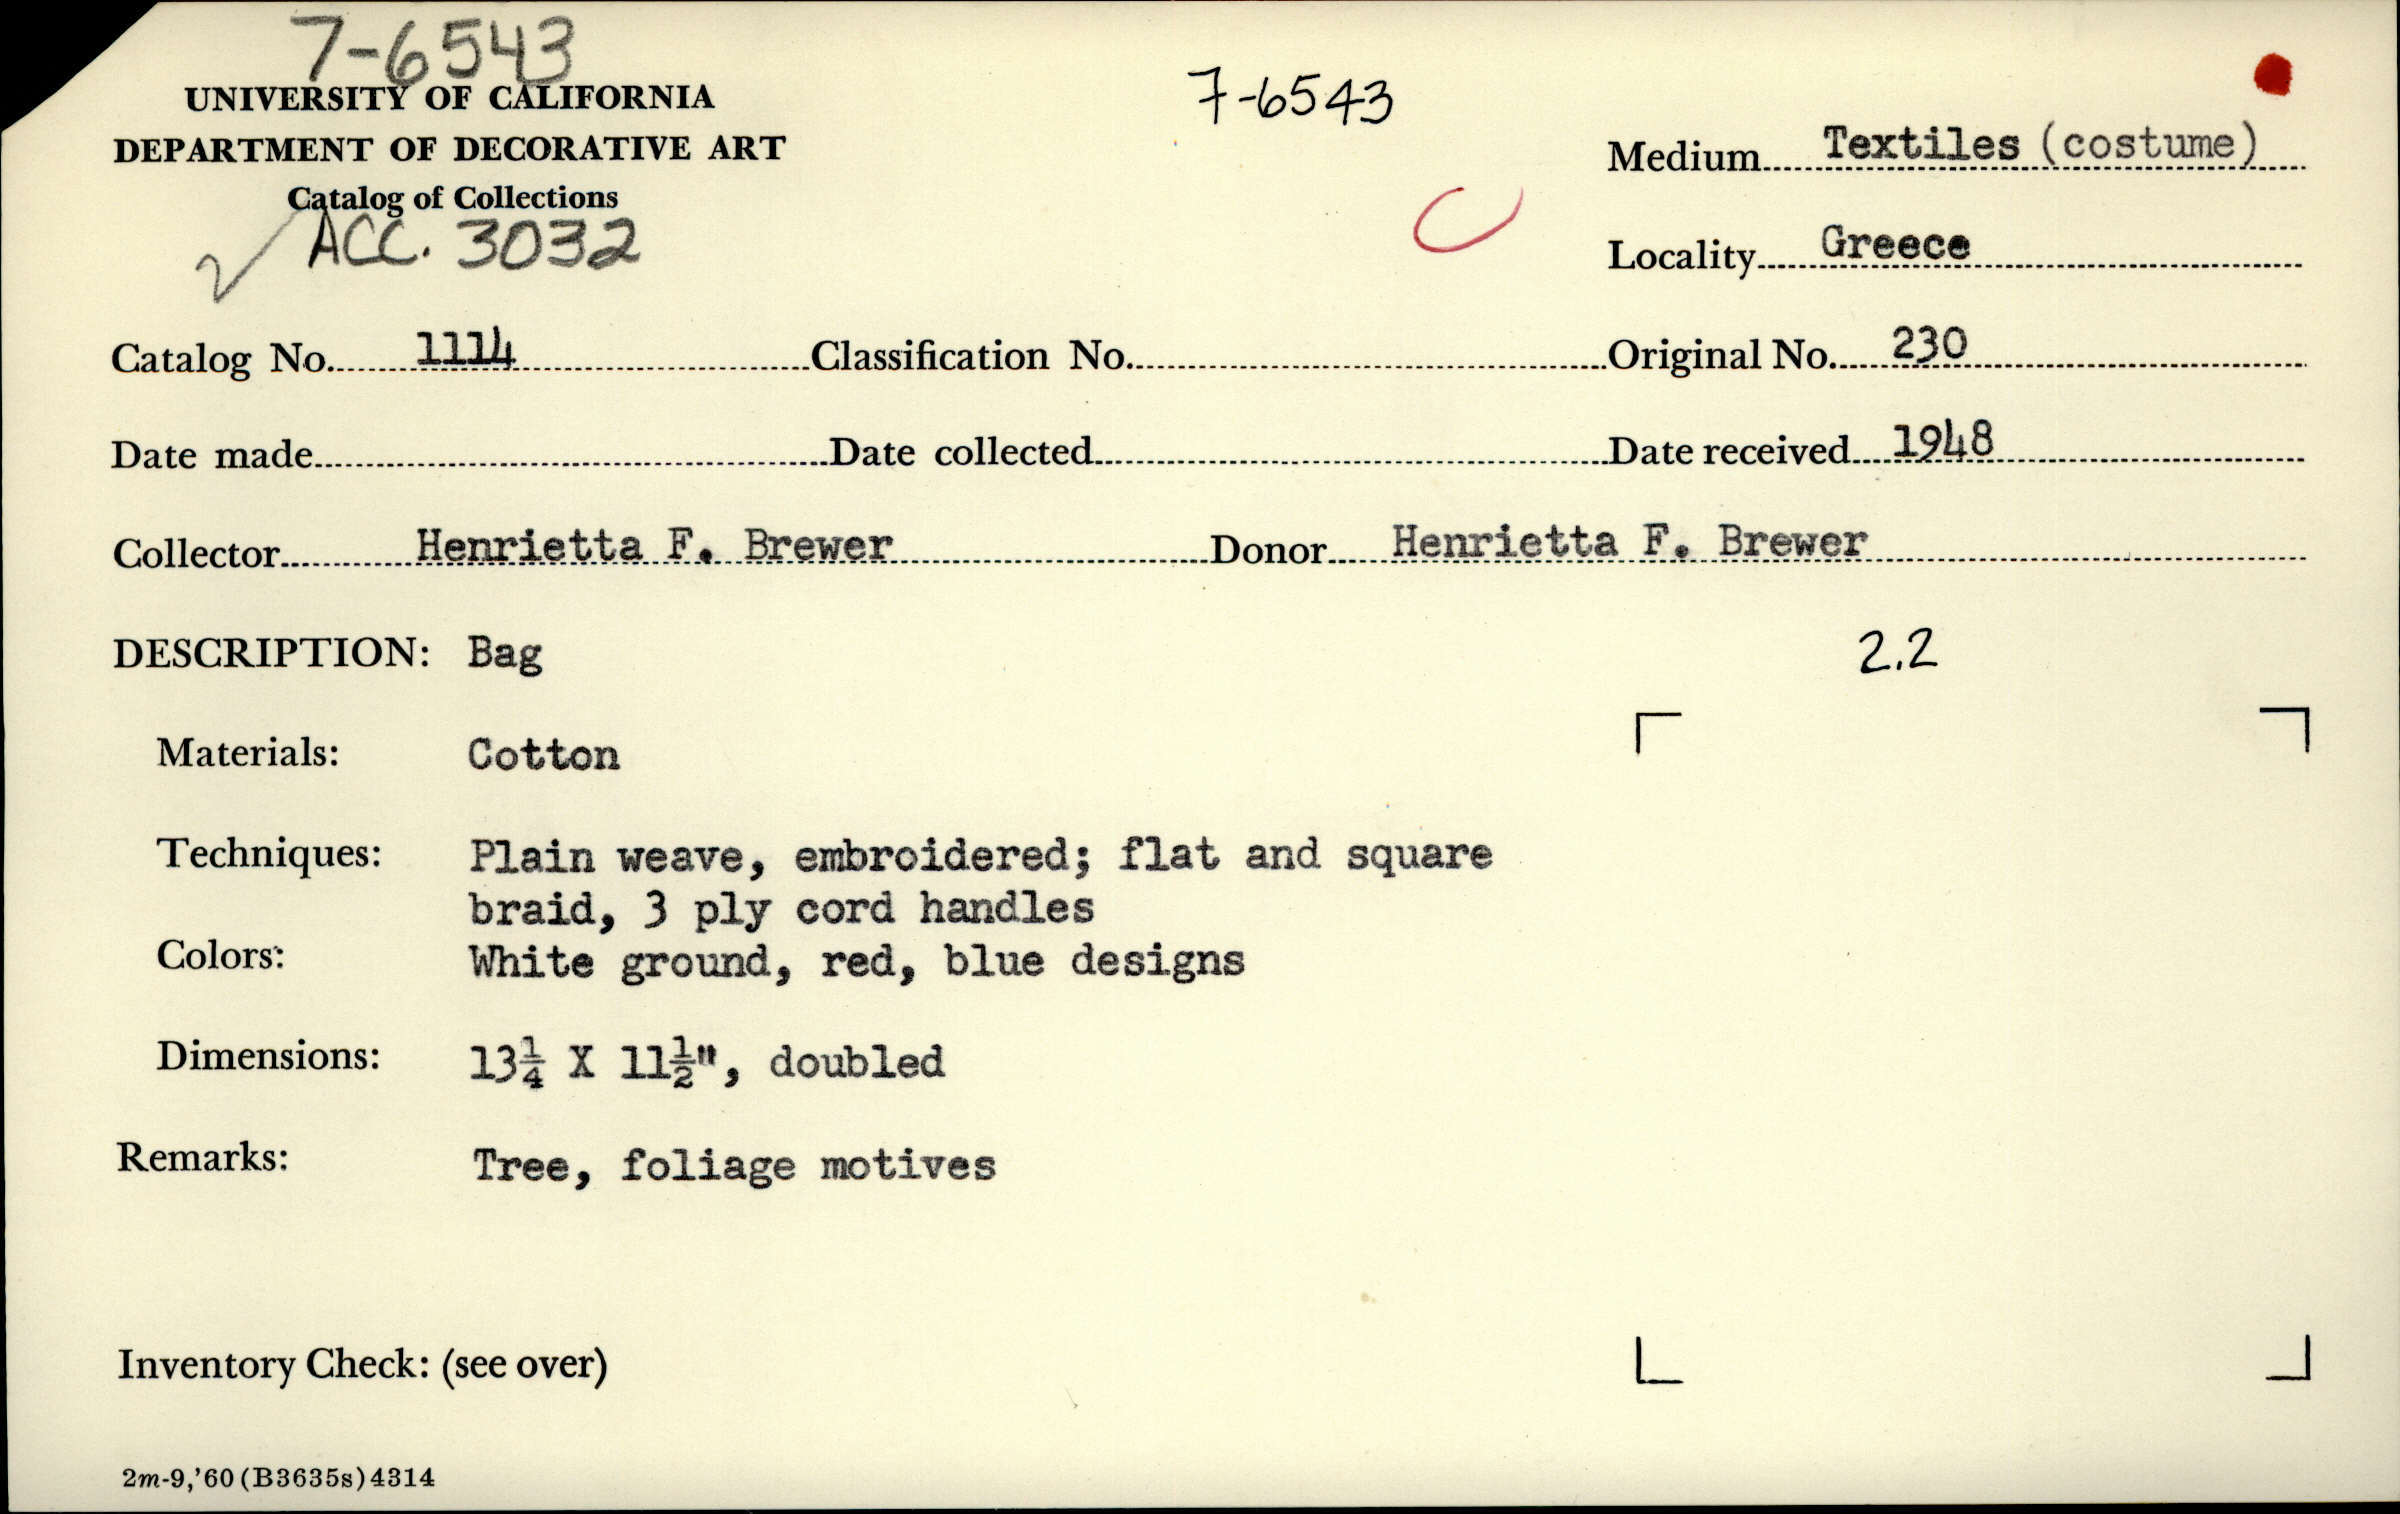 7-6543
UNIVERSITY OF CALIFORNIA
DEPARTMENT OF DECORATIVE ART
Catalog of Collections
ACC. 3032
7-6543
Medium Textiles (costume)
Locality Greece
Catalog No. 1114 Classification No. Original No. 230
Date made Date collected Date received 1948
Collector Henrietta F. Brewer Donor Henrietta F. Brewer
DESCRIPTION: Bag 2.2
Materials: Cotton
Techniques: Plain weave, embroidered; flat and square
braid, 3 ply cord handles
Colors: White ground, red, blue designs
Dimensions: 13¼ X 11½", doubled
Remarks: Tree, foliage motives
Inventory Check: (see over)
2m-9,'60(B3635s)4314